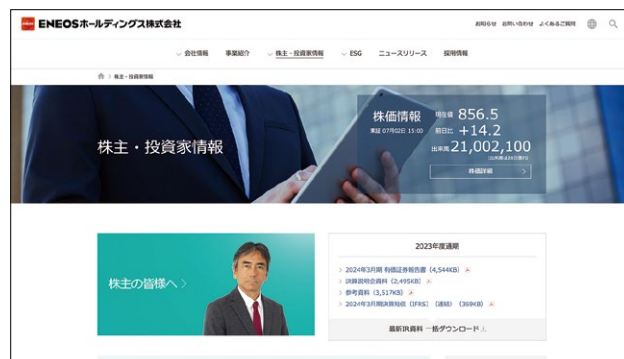 ENEOS ENEOSホールディングス株式会社
お知らせ お問い合わせ よくあるご質問
会社情報 事業紹介 株主・投資家情報 ESG ニュースリリース 採用情報
株主・投資家情報
株主・投資家情報
株価情報 現在値 856.5
東証 07月02日 15:00 前日比 +14.2
出来高 21,002,100
株価詳細
株主の皆様へ
2023年度通期
2024年3月期 有価証券報告書 (4,544KB)
決算説明会資料 (2,495KB)
参考資料 (3,517KB)
2024年3月期決算短信 (IFRS) (連結) (369KB)
最新IR資料 一括ダウンロード